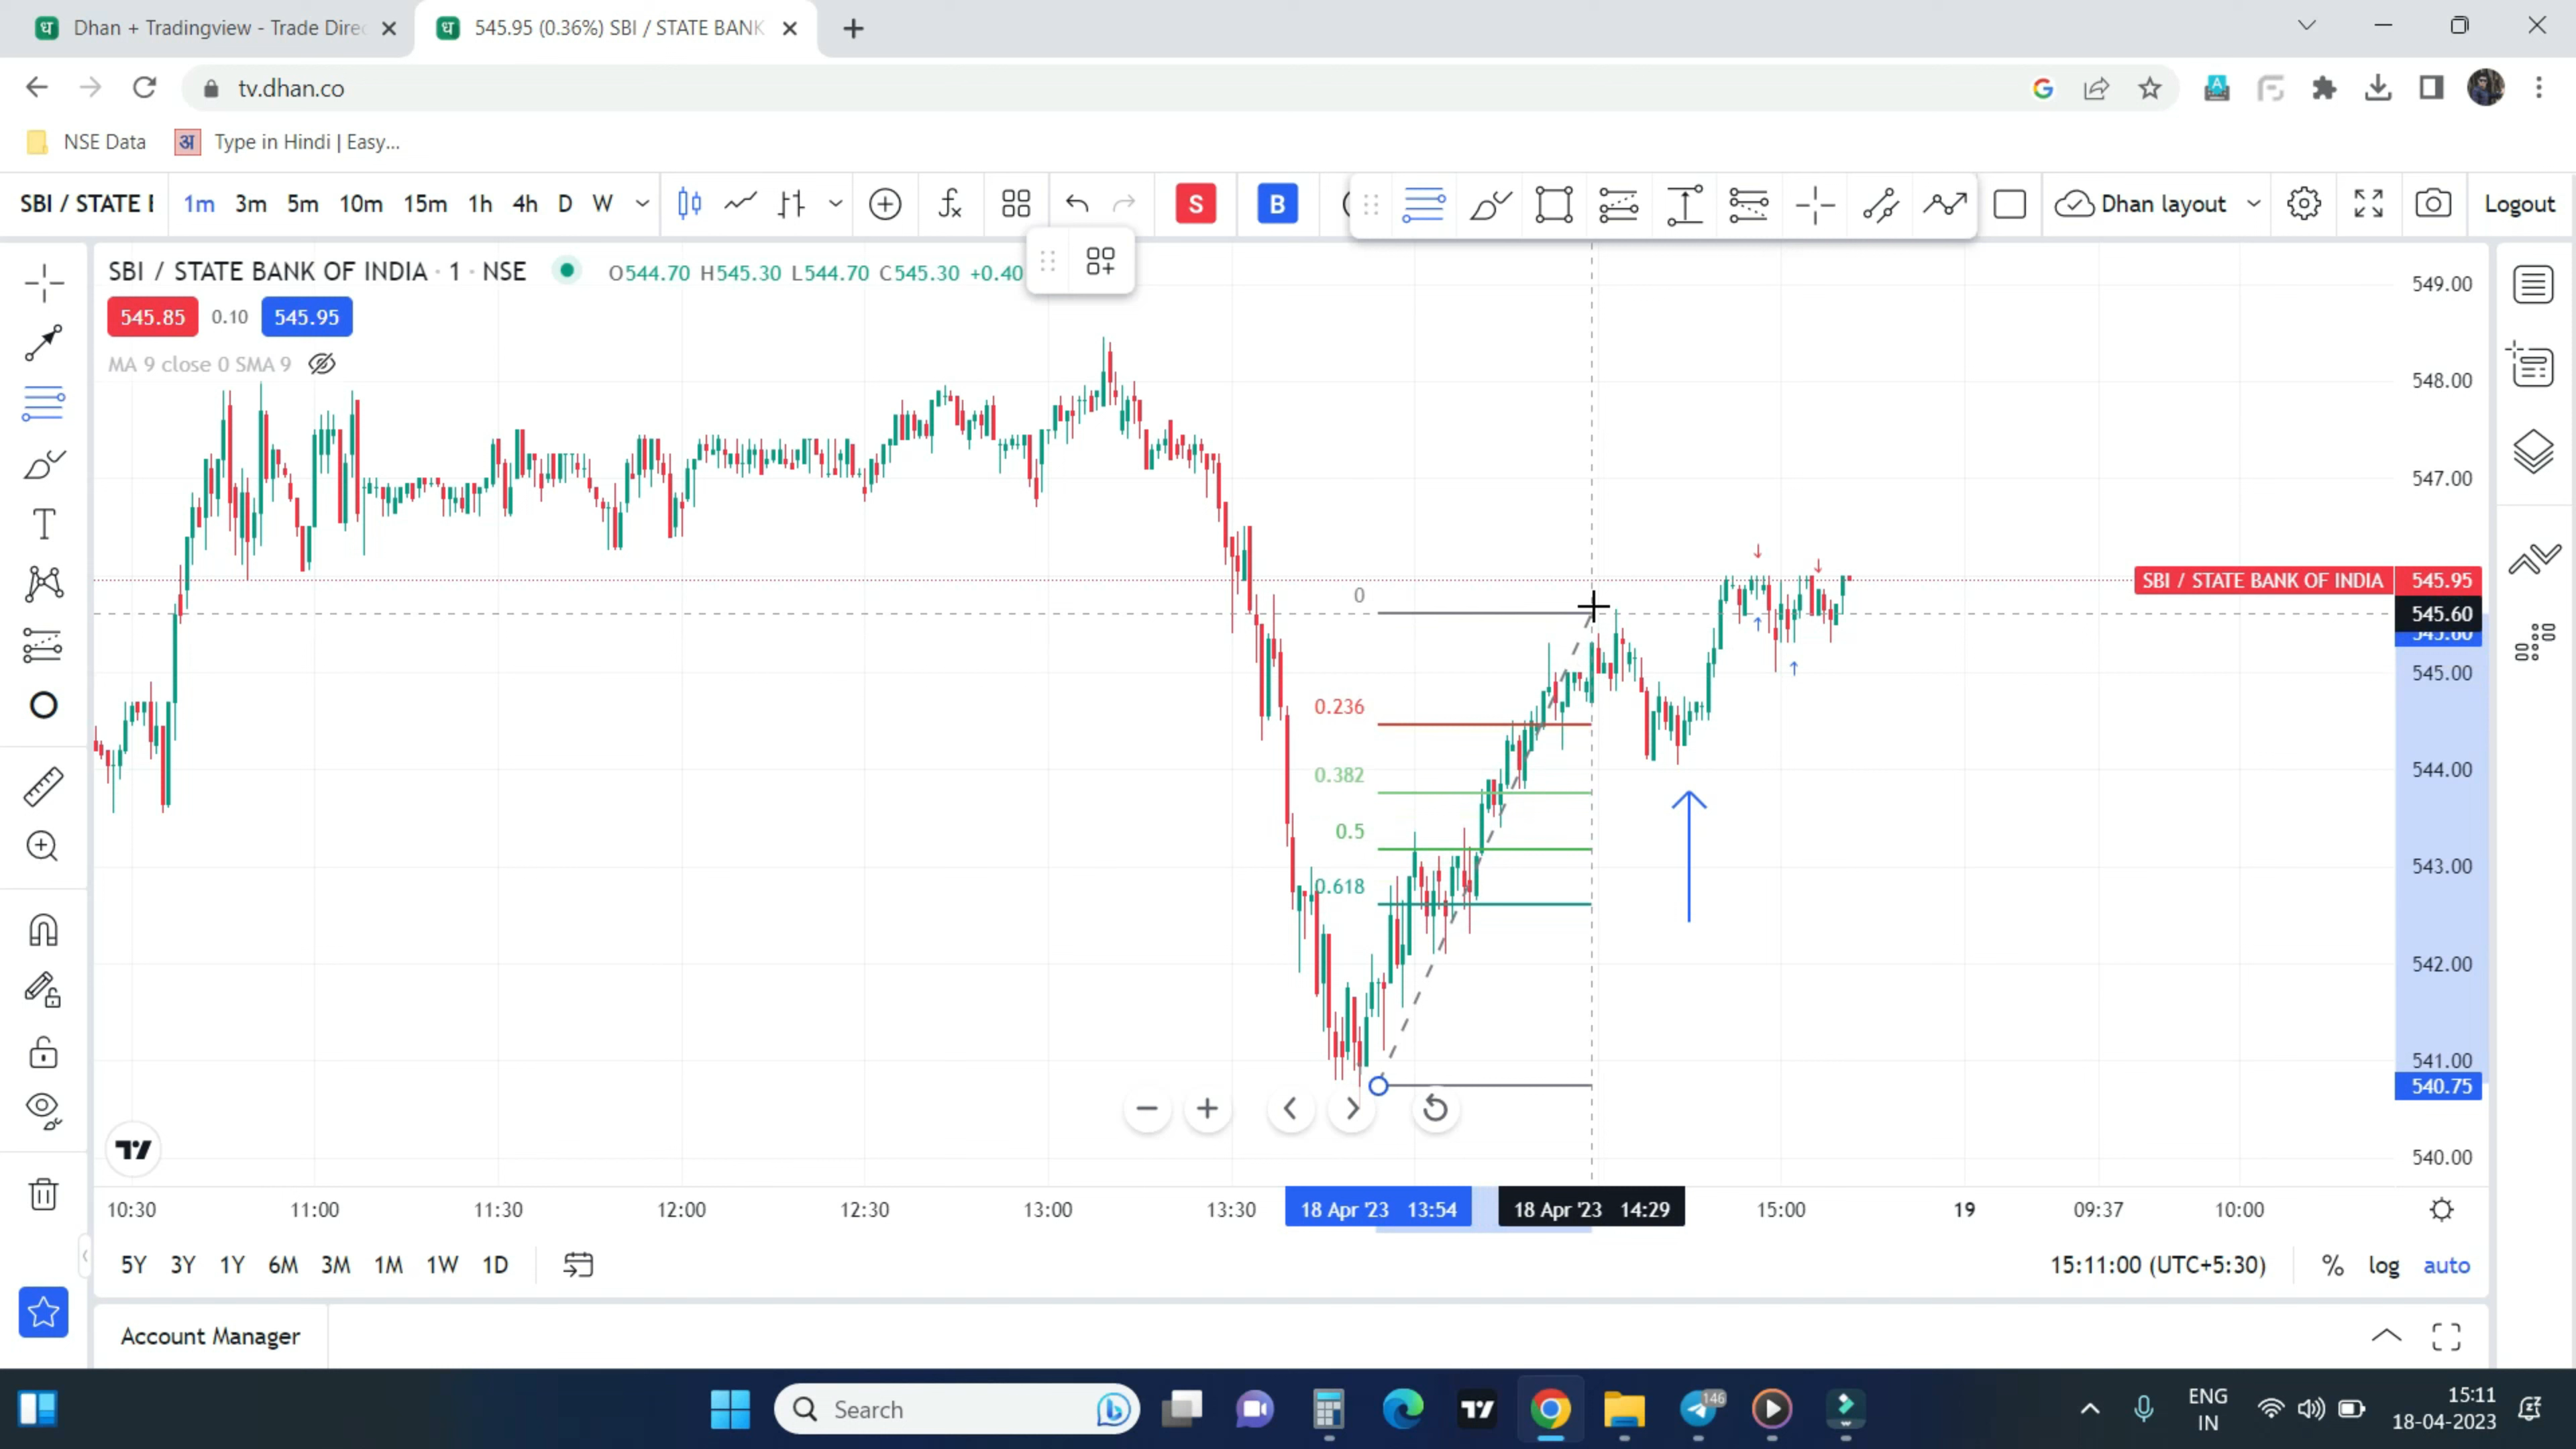 Dhan + Tradingview - Trade Direc
545.95 (0.36%) SBI / STATE BANK
tv.dhan.co
NSE Data
अ Type in Hindi | Easy...
SBI / STATE
1m 3m 5m 10m 15m 1h 4h D W
S
B
Dhan layout
Logout
SBI / STATE BANK OF INDIA · 1 · NSE
O544.70 H545.30 L544.70 C545.30 +0.40
545.85 0.10 545.95
MA 9 close 0 SMA 9
549.00
548.00
547.00
SBI / STATE BANK OF INDIA 545.95
545.60
545.60
545.00
544.00
543.00
542.00
541.00
540.75
540.00
0
0.236
0.382
0.5
0.618
10:30 11:00 11:30 12:00 12:30 13:00 13:30 18 Apr '23 13:54 18 Apr '23 14:29 15:00 19 09:37 10:00
5Y 3Y 1Y 6M 3M 1M 1W 1D
15:11:00 (UTC+5:30) % log auto
Account Manager
Search
146
ENG
IN
15:11
18-04-2023